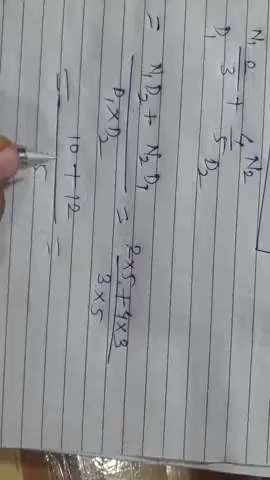 N₁ 2/3 + 4/5 N₂
D₁ D₂
= N₁D₂ + N₂D₁ / D₁ × D₂ = 2×5 + 4×3 / 3×5
= 10 + 12 / =